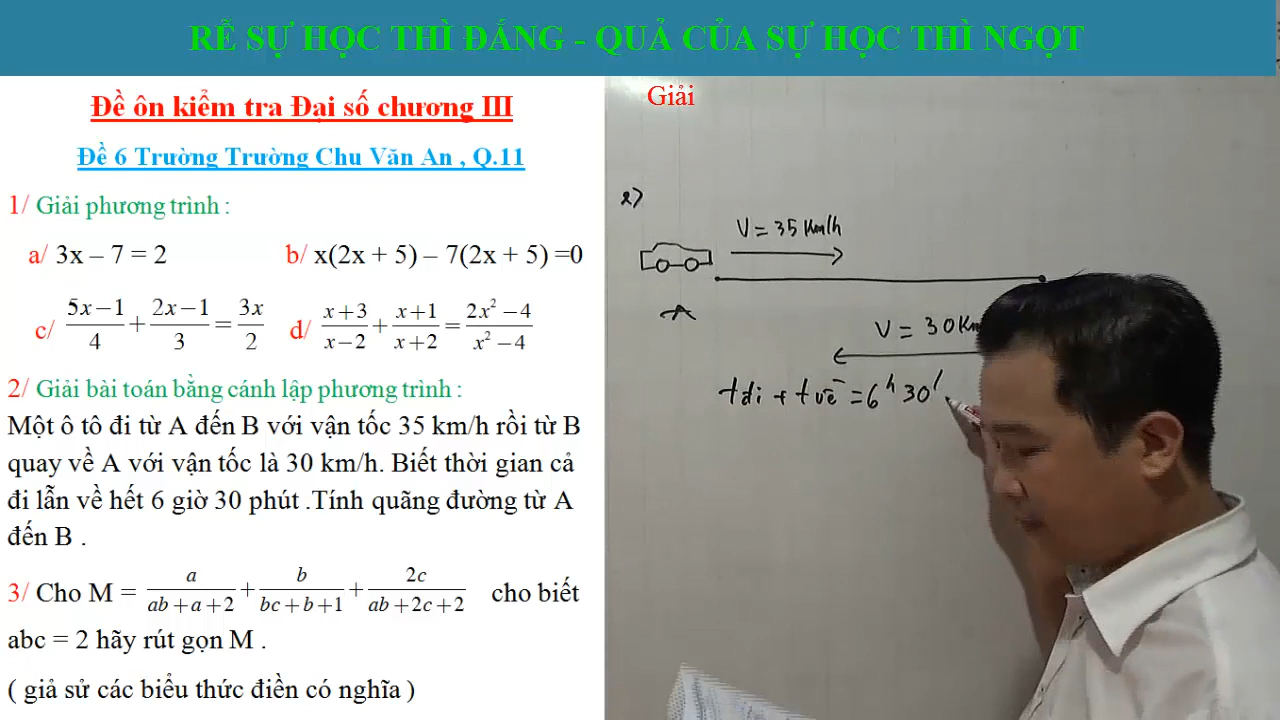 RỄ SỰ HỌC THÌ ĐẮNG - QUẢ CỦA SỰ HỌC THÌ NGỌT
Đề ôn kiểm tra Đại số chương III
Đề 6 Trường Trường Chu Văn An , Q.11
1/ Giải phương trình :
a/ 3x – 7 = 2 b/ x(2x + 5) – 7(2x + 5) =0
c/ (5x−1)/4 + (2x−1)/3 = 3x/2 d/ (x+3)/(x−2) + (x+1)/(x+2) = (2x²−4)/(x²−4)
2/ Giải bài toán bằng cánh lập phương trình :
Một ô tô đi từ A đến B với vận tốc 35 km/h rồi từ B
quay về A với vận tốc là 30 km/h. Biết thời gian cả
đi lẫn về hết 6 giờ 30 phút .Tính quãng đường từ A
đến B .
3/ Cho M = a/(ab+a+2) + b/(bc+b+1) + 2c/(ab+2c+2) cho biết
abc = 2 hãy rút gọn M .
( giả sử các biểu thức điền có nghĩa )
Giải
2)
V = 35 Km/h
A
V = 30 Km
t đi + t về = 6h 30'